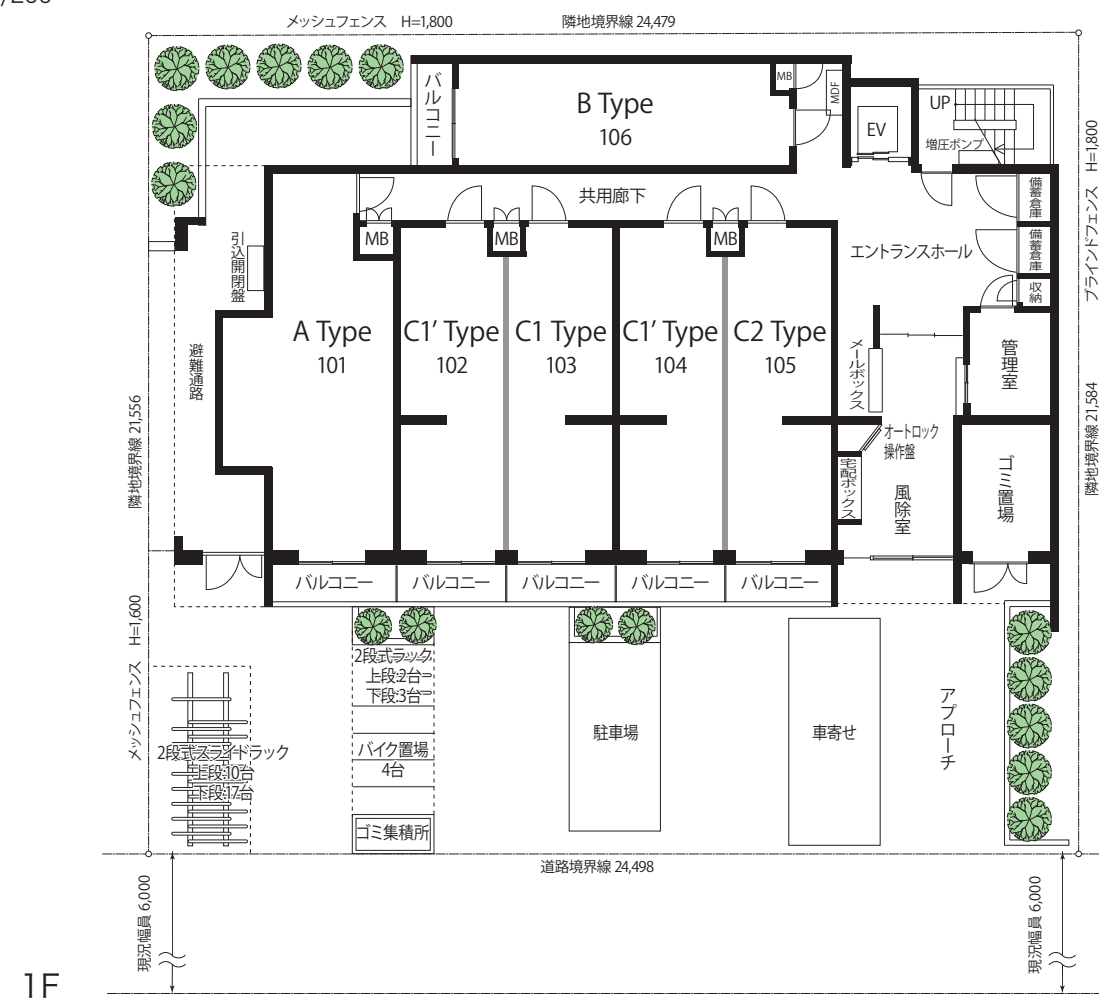 /200
メッシュフェンス H=1,800
隣地境界線 24,479
バルコニー
B Type
106
MB
MDF
EV
UP
増圧ポンプ
ブラインドフェンス H=1,800
共用廊下
備蓄倉庫
備蓄倉庫
収納
引込開閉盤
MB
MB
MB
エントランスホール
A Type
101
C1’ Type
102
C1 Type
103
C1’ Type
104
C2 Type
105
メールボックス
管理室
避難通路
隣地境界線 21,556
隣地境界線 21,584
オートロック
操作盤
宅配ボックス
風除室
ゴミ置場
バルコニー
バルコニー
バルコニー
バルコニー
バルコニー
メッシュフェンス H=1,600
2段式ラック
上段:2台
下段:3台
バイク置場
4台
ゴミ集積所
2段式スライドラック
上段:10台
下段:17台
駐車場
車寄せ
アプローチ
道路境界線 24,498
現況幅員 6,000
現況幅員 6,000
1F